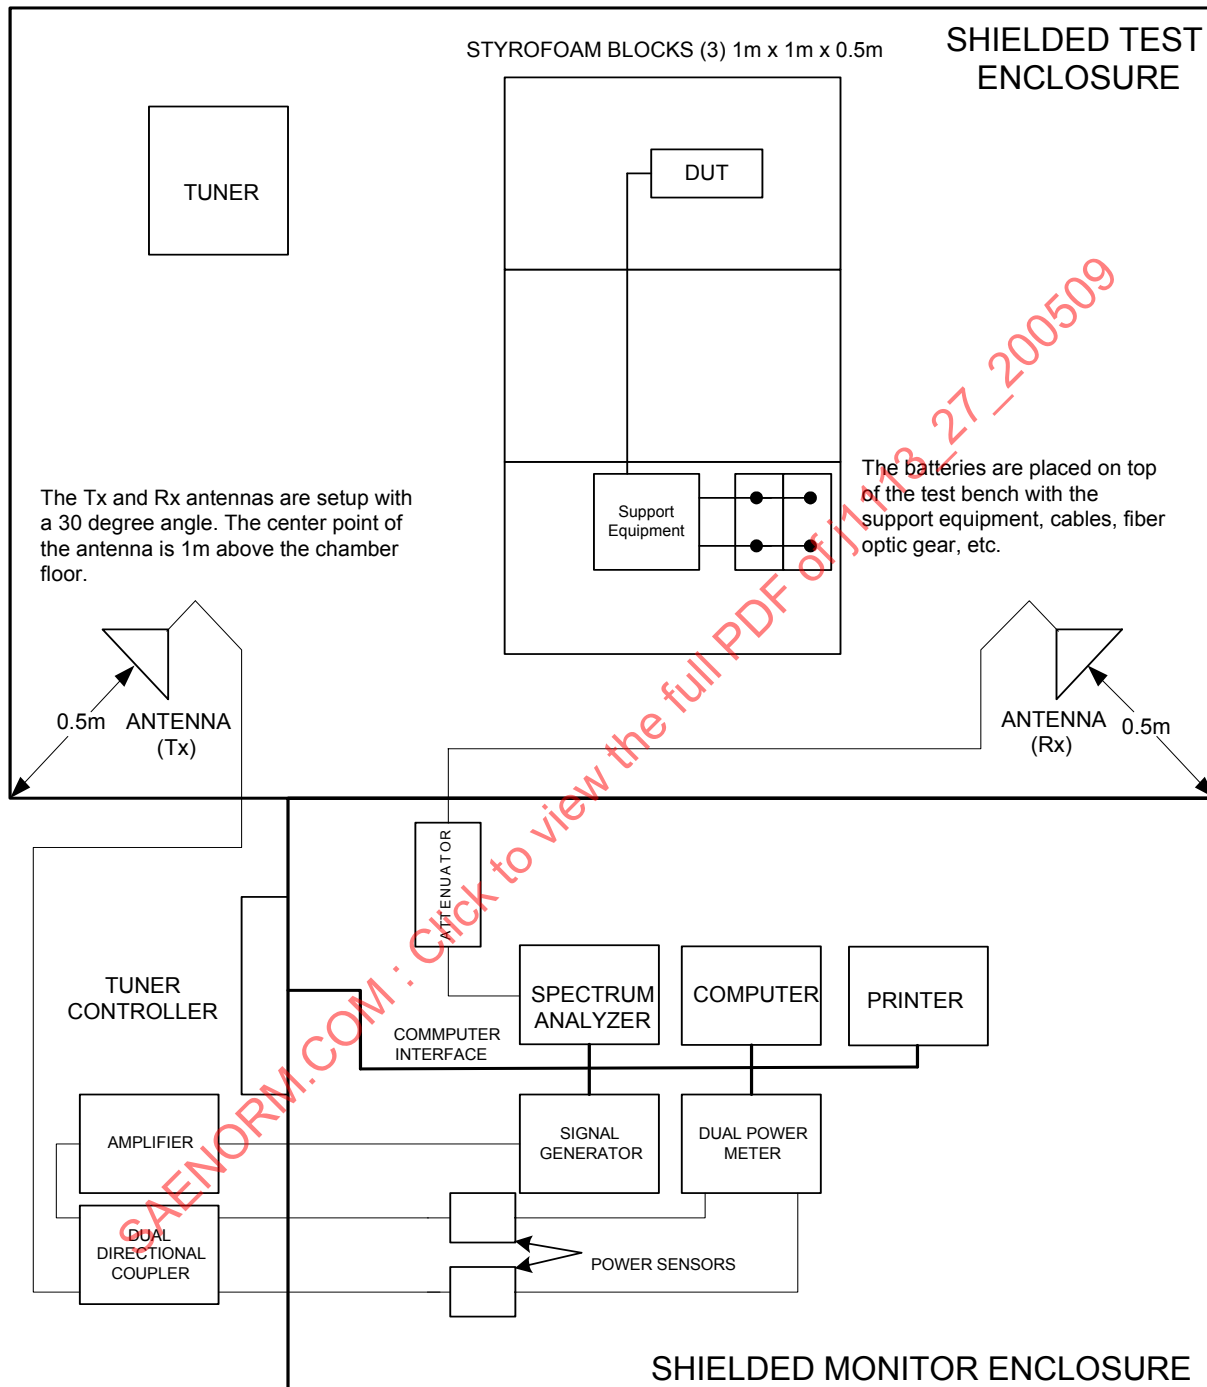 SHIELDED TEST
ENCLOSURE
STYROFOAM BLOCKS (3) 1m x 1m x 0.5m
TUNER
DUT
The Tx and Rx antennas are setup with
a 30 degree angle. The center point of
the antenna is 1m above the chamber
floor.
Support
Equipment
The batteries are placed on top
of the test bench with the
support equipment, cables, fiber
optic gear, etc.
0.5m
ANTENNA
(Tx)
ANTENNA
(Rx)
0.5m
ATTENUATOR
TUNER
CONTROLLER
SPECTRUM
ANALYZER
COMPUTER
PRINTER
COMMPUTER
INTERFACE
AMPLIFIER
SIGNAL
GENERATOR
DUAL POWER
METER
DUAL
DIRECTIONAL
COUPLER
POWER SENSORS
SHIELDED MONITOR ENCLOSURE
SAENORM.COM : Click to view the full PDF of j1113_27_200509